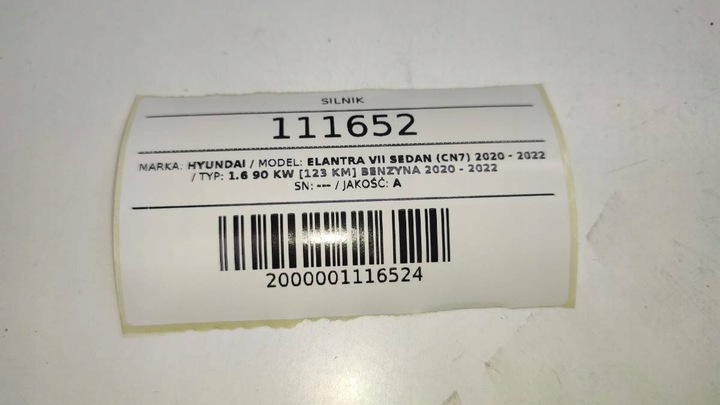 SILNIK
111652
MARKA: HYUNDAI / MODEL: ELANTRA VII SEDAN (CN7) 2020 - 2022
/ TYP: 1.6 90 KW [123 KM] BENZYNA 2020 - 2022
SN: --- / JAKOŚĆ: A
2000001116524